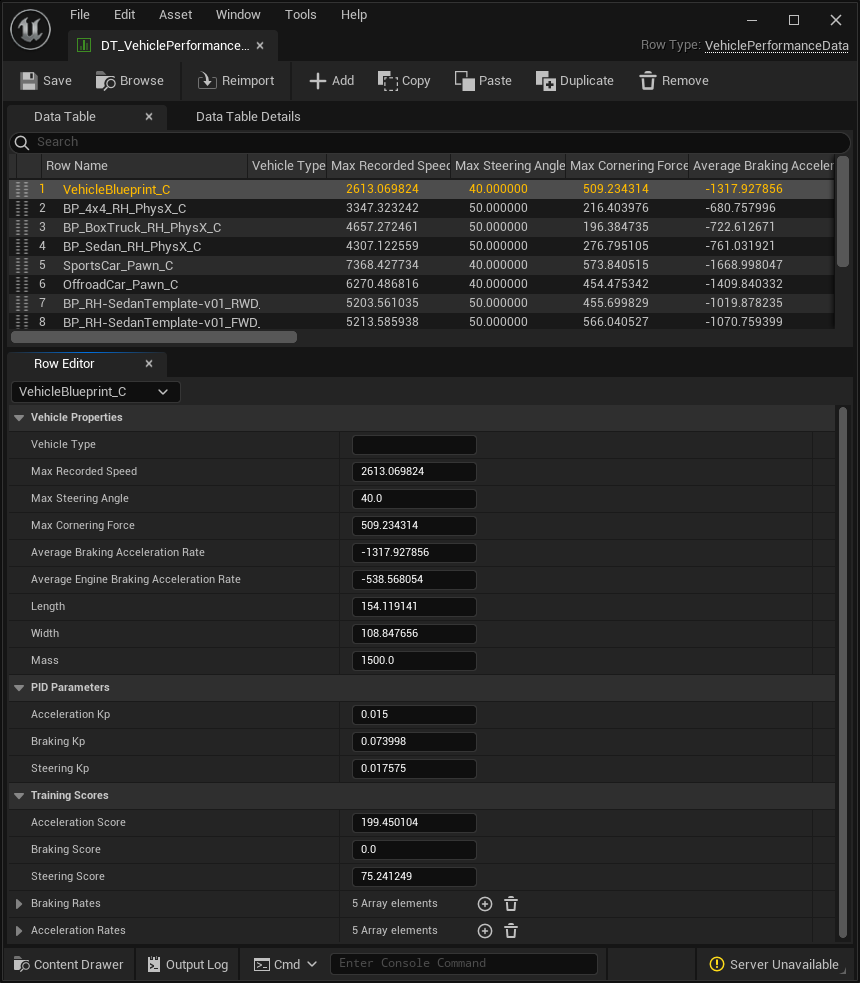 File Edit Asset Window Tools Help
DT_VehiclePerformance...
Row Type: VehiclePerformanceData
Save Browse Reimport Add Copy Paste Duplicate Remove
Data Table Data Table Details
Search
Row Name Vehicle Type Max Recorded Speed Max Steering Angle Max Cornering Force Average Braking Acceler
1 VehicleBlueprint_C 2613.069824 40.000000 509.234314 -1317.927856
2 BP_4x4_RH_PhysX_C 3347.323242 50.000000 216.403976 -680.757996
3 BP_BoxTruck_RH_PhysX_C 4657.272461 50.000000 196.384735 -722.612671
4 BP_Sedan_RH_PhysX_C 4307.122559 50.000000 276.795105 -761.031921
5 SportsCar_Pawn_C 7368.427734 50.000000 573.840515 -1668.998047
6 OffroadCar_Pawn_C 6270.486816 50.000000 454.475342 -1409.840332
7 BP_RH-SedanTemplate-v01_RWD_ 5203.561035 50.000000 455.699829 -1019.878235
8 BP_RH-SedanTemplate-v01_FWD_ 5213.585938 50.000000 566.040527 -1070.759399
Row Editor
VehicleBlueprint_C
Vehicle Properties
Vehicle Type
Max Recorded Speed 2613.069824
Max Steering Angle 40.0
Max Cornering Force 509.234314
Average Braking Acceleration Rate -1317.927856
Average Engine Braking Acceleration Rate -538.568054
Length 154.119141
Width 108.847656
Mass 1500.0
PID Parameters
Acceleration Kp 0.015
Braking Kp 0.073998
Steering Kp 0.017575
Training Scores
Acceleration Score 199.450104
Braking Score 0.0
Steering Score 75.241249
Braking Rates 5 Array elements
Acceleration Rates 5 Array elements
Content Drawer Output Log Cmd Enter Console Command Server Unavailable